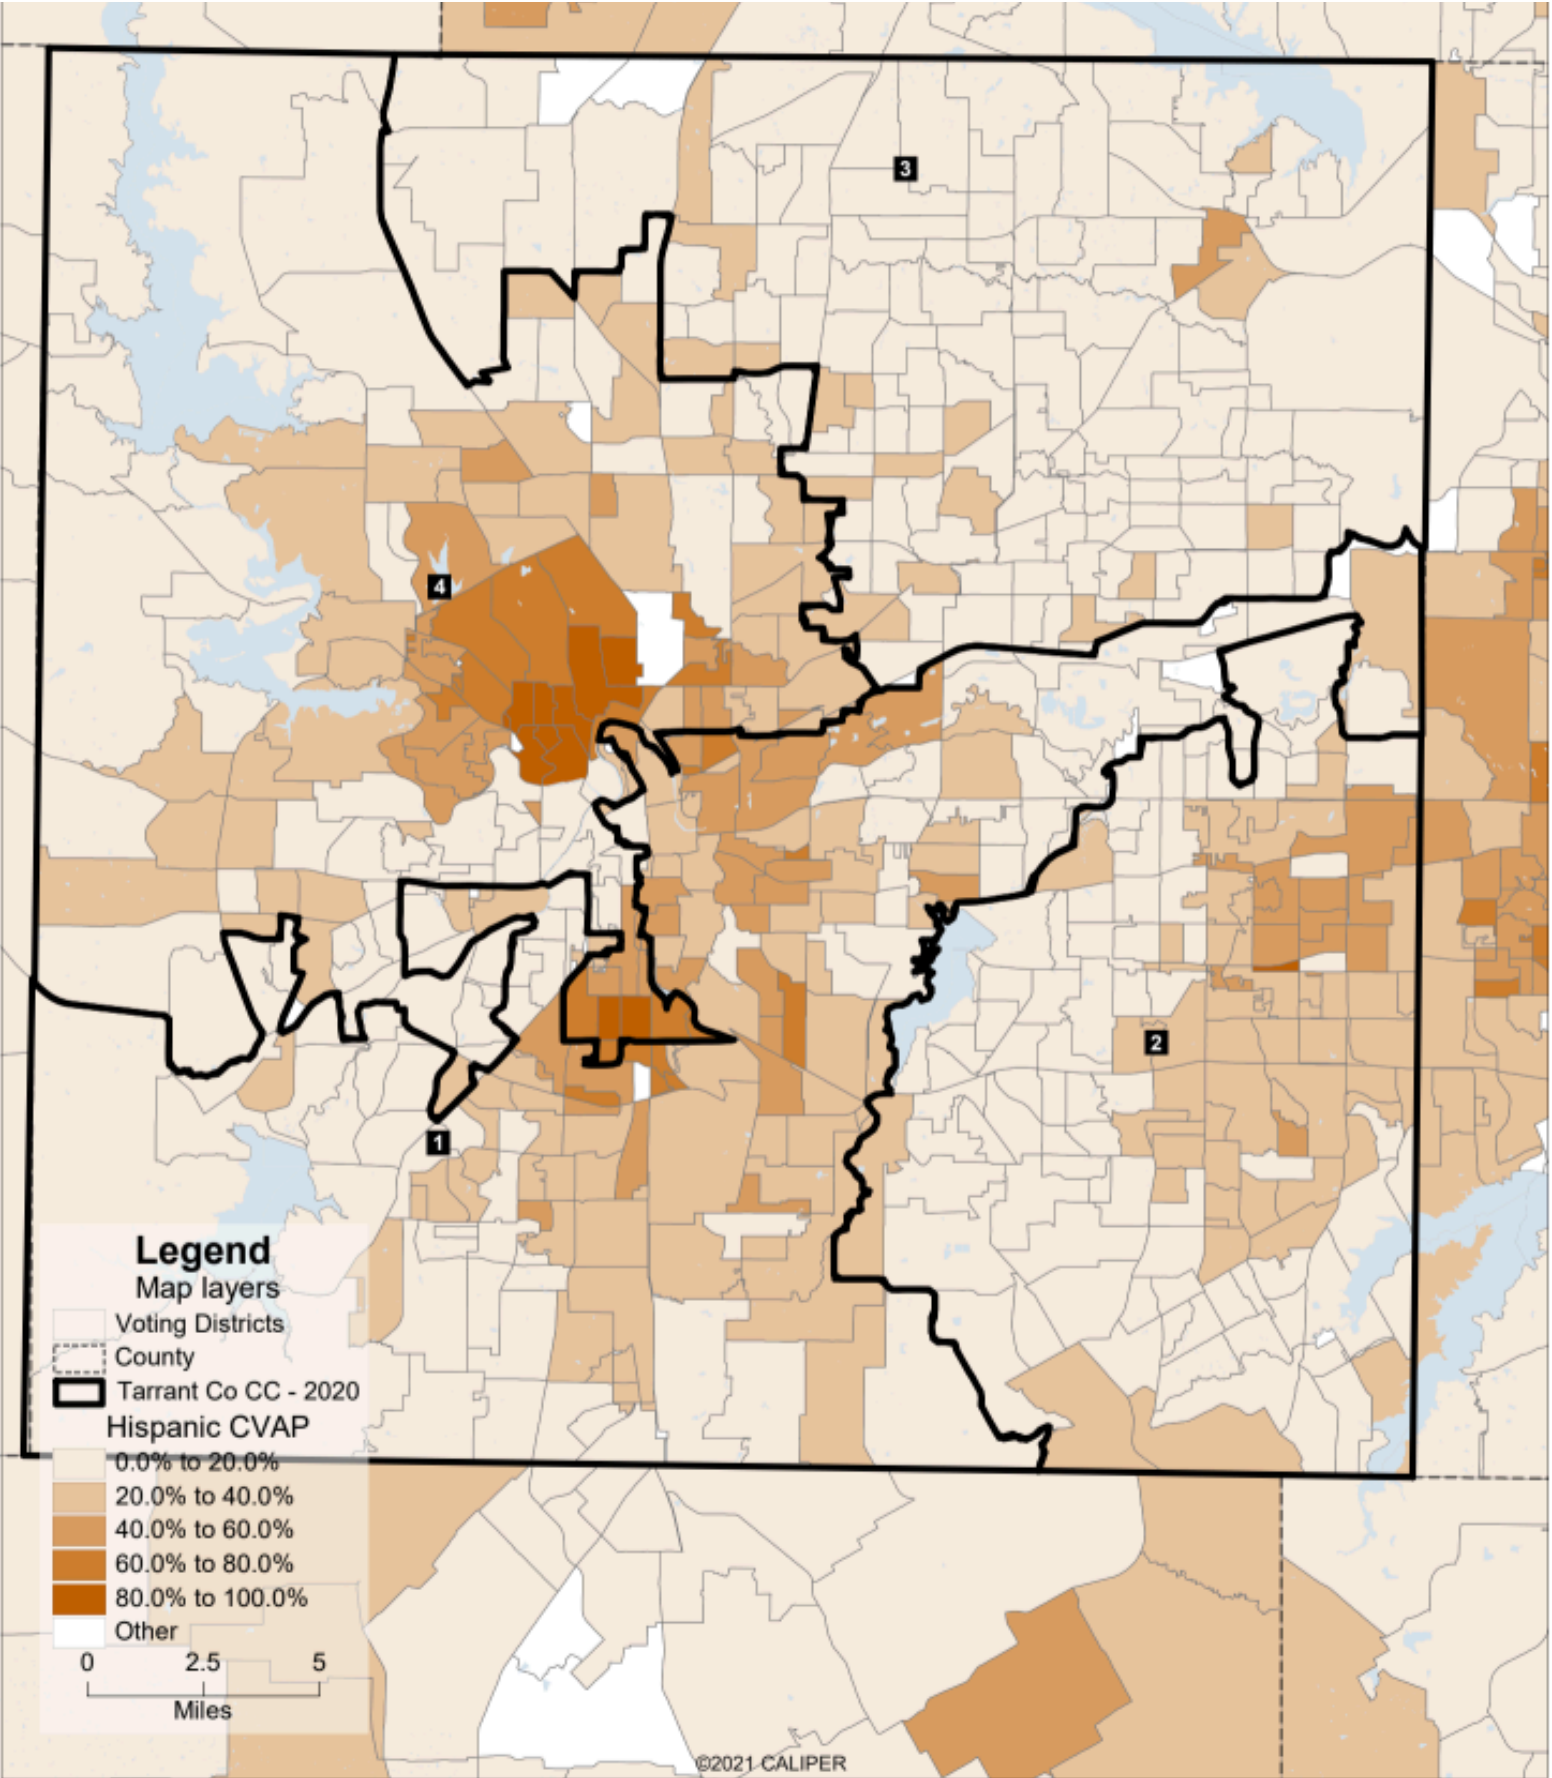 3
4
2
1
Legend
Map layers
Voting Districts
County
Tarrant Co CC - 2020
Hispanic CVAP
0.0% to 20.0%
20.0% to 40.0%
40.0% to 60.0%
60.0% to 80.0%
80.0% to 100.0%
Other
0 2.5 5
Miles
©2021 CALIPER